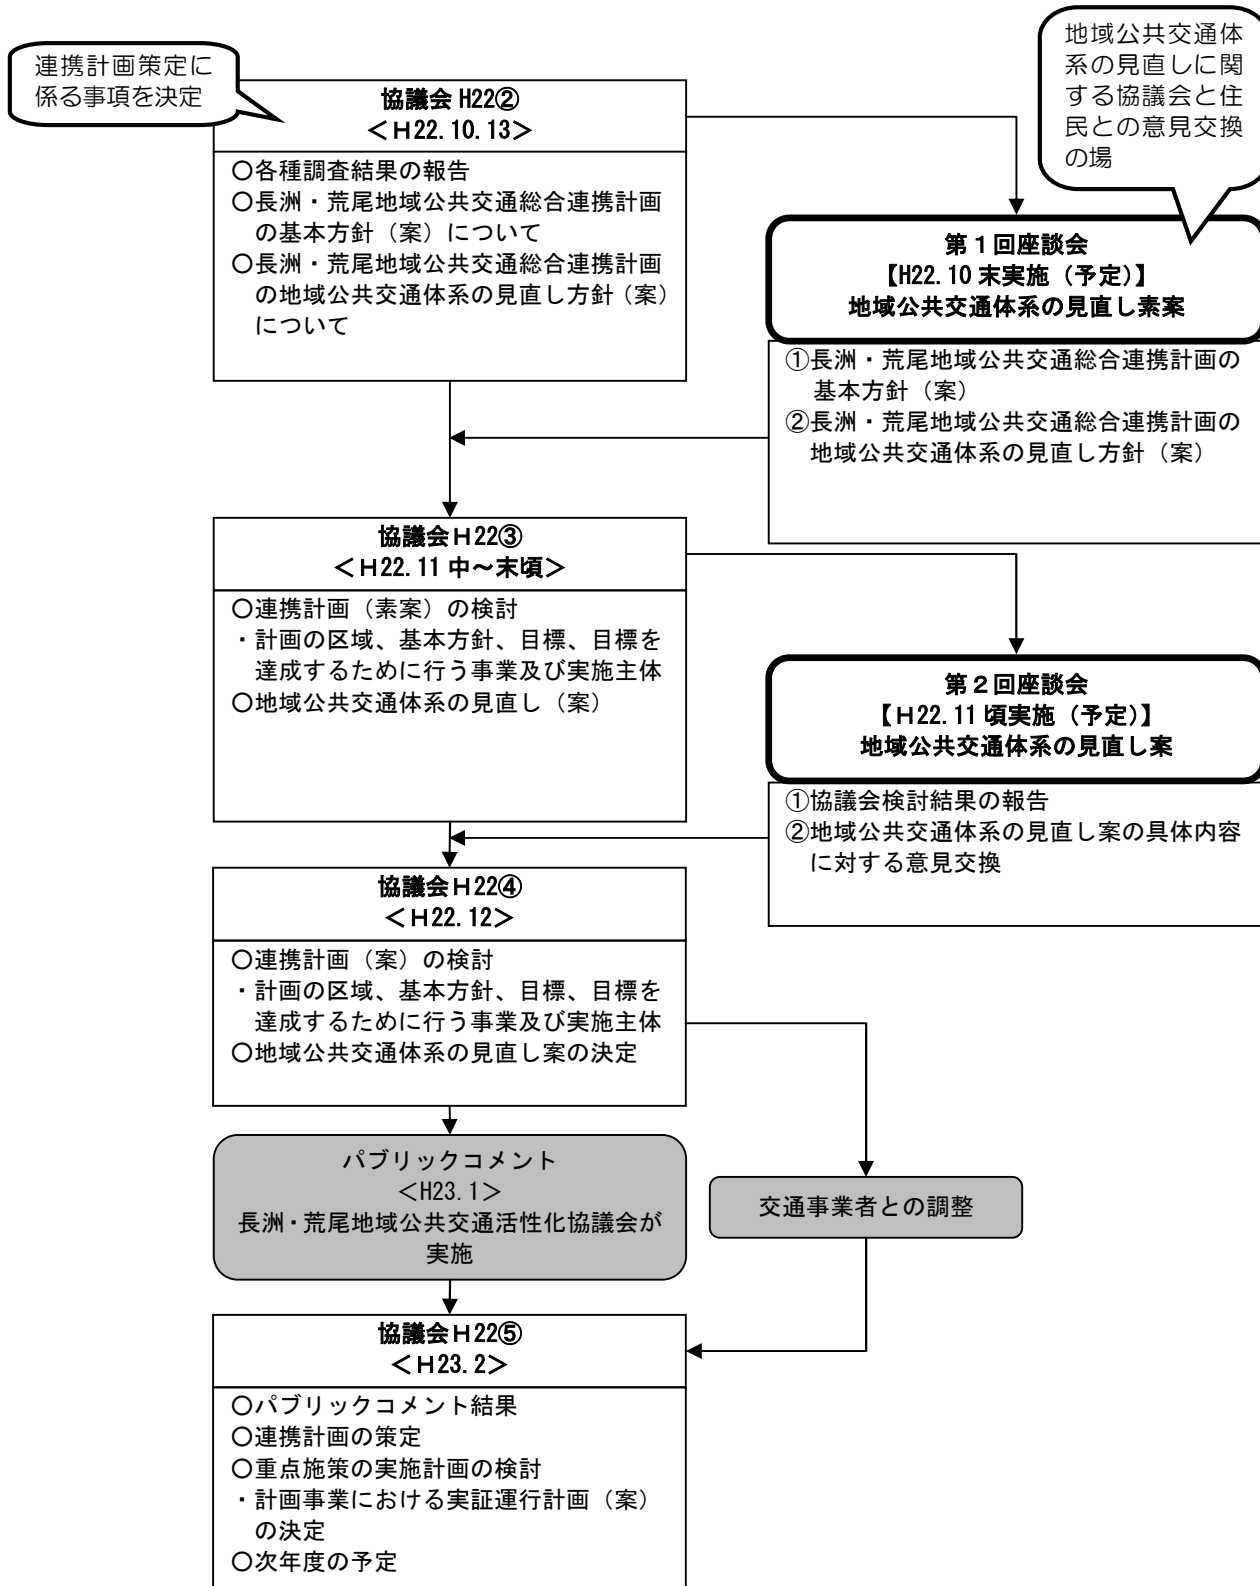 連携計画策定に
係る事項を決定
地域公共交通体
系の見直しに関
する協議会と住
民との意見交換
の場
協議会 H22②
＜H22.10.13＞
○各種調査結果の報告
○長洲・荒尾地域公共交通総合連携計画
の基本方針（案）について
○長洲・荒尾地域公共交通総合連携計画
の地域公共交通体系の見直し方針（案）
について
第１回座談会
【H22.10 末実施（予定）】
地域公共交通体系の見直し素案
①長洲・荒尾地域公共交通総合連携計画の
基本方針（案）
②長洲・荒尾地域公共交通総合連携計画の
地域公共交通体系の見直し方針（案）
協議会Ｈ22③
＜Ｈ22.11 中～末頃＞
○連携計画（素案）の検討
・計画の区域、基本方針、目標、目標を
達成するために行う事業及び実施主体
○地域公共交通体系の見直し（案）
第２回座談会
【Ｈ22.11 頃実施（予定）】
地域公共交通体系の見直し案
①協議会検討結果の報告
②地域公共交通体系の見直し案の具体内容
に対する意見交換
協議会Ｈ22④
＜Ｈ22.12＞
○連携計画（案）の検討
・計画の区域、基本方針、目標、目標を
達成するために行う事業及び実施主体
○地域公共交通体系の見直し案の決定
パブリックコメント
＜H23.1＞
長洲・荒尾地域公共交通活性化協議会が
実施
交通事業者との調整
協議会Ｈ22⑤
＜Ｈ23.2＞
○パブリックコメント結果
○連携計画の策定
○重点施策の実施計画の検討
・計画事業における実証運行計画（案）
の決定
○次年度の予定